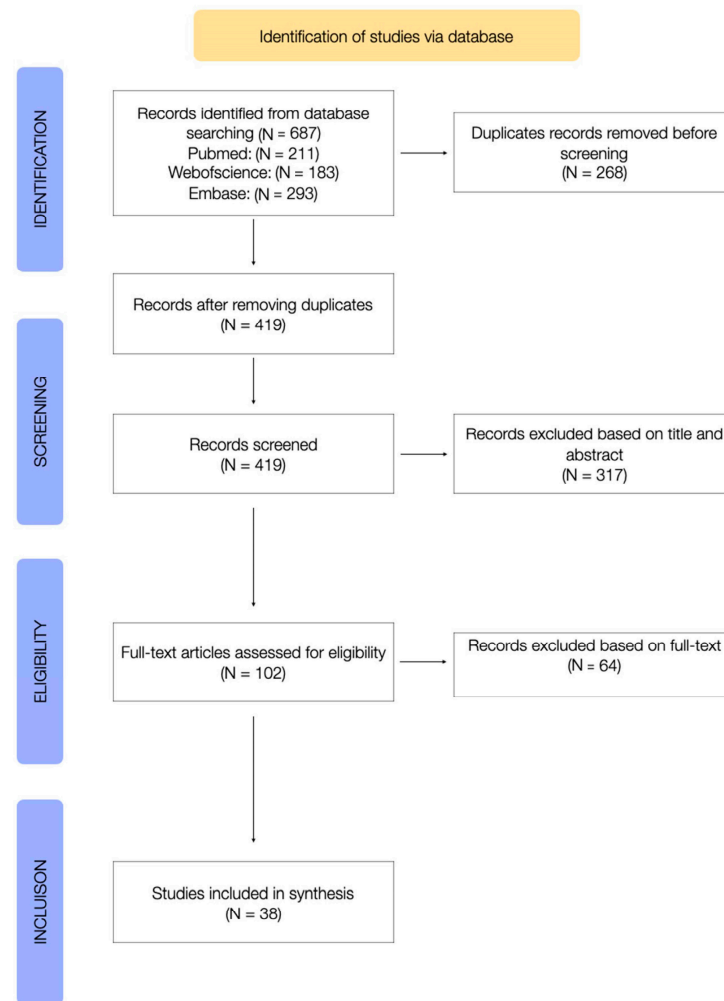 Identification of studies via database
IDENTIFICATION
Records identified from database
searching (N = 687)
Pubmed: (N = 211)
Webofscience: (N = 183)
Embase: (N = 293)
Duplicates records removed before
screening
(N = 268)
Records after removing duplicates
(N = 419)
SCREENING
Records screened
(N = 419)
Records excluded based on title and
abstract
(N = 317)
ELIGIBILITY
Full-text articles assessed for eligibility
(N = 102)
Records excluded based on full-text
(N = 64)
INCLUISON
Studies included in synthesis
(N = 38)